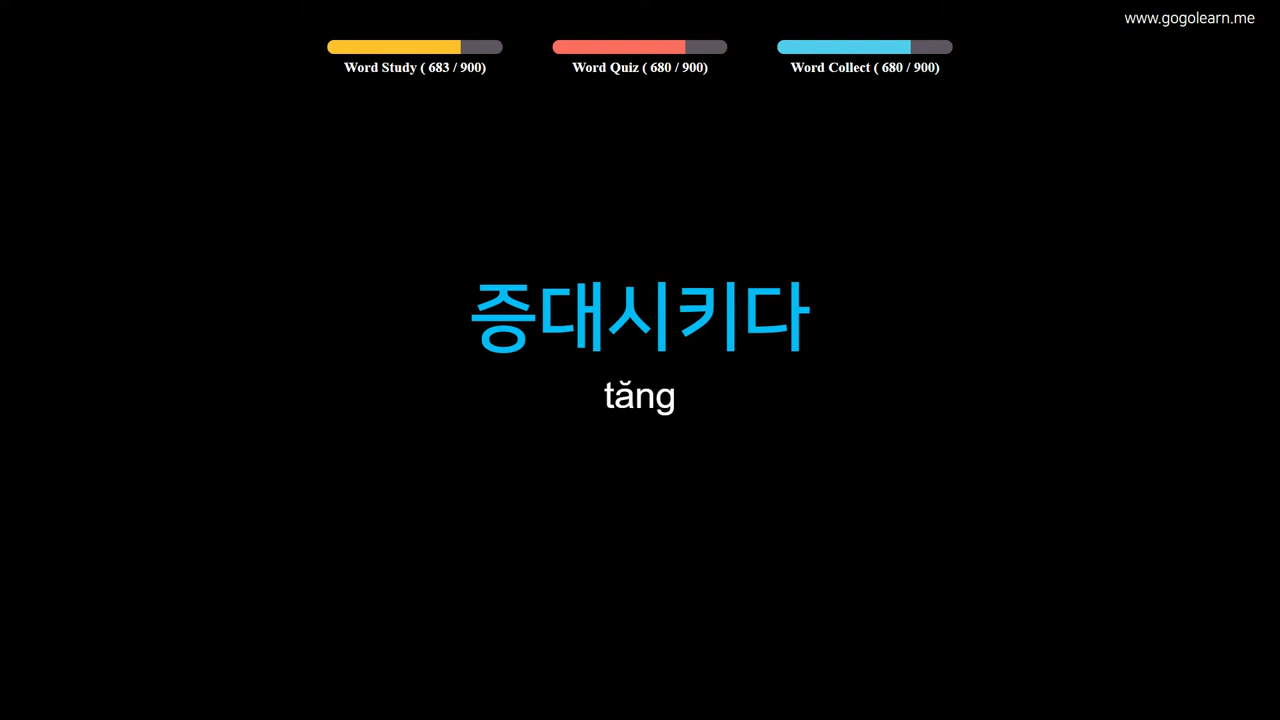 www.gogolearn.me
Word Study ( 683 / 900)
Word Quiz ( 680 / 900)
Word Collect ( 680 / 900)
증대시키다
tăng